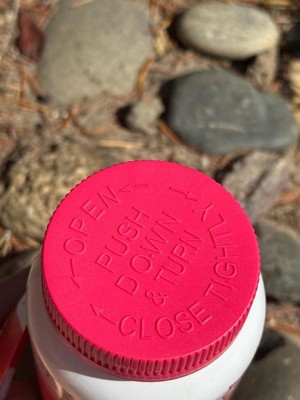 OPEN
PUSH
DOWN
& TURN
CLOSE TIGHTLY